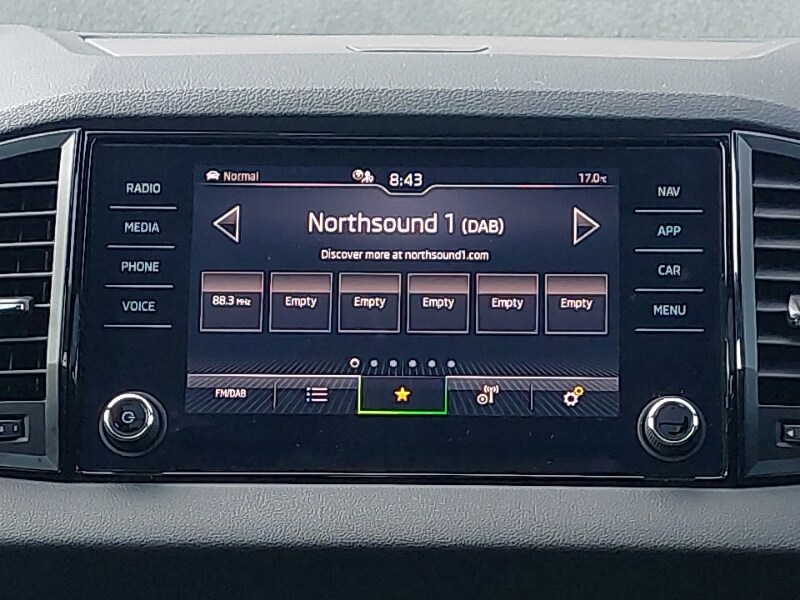 Normal 8:43 17.0°C
RADIO
MEDIA
PHONE
VOICE
Northsound 1 (DAB)
Discover more at northsound1.com
88.3 MHz Empty Empty Empty Empty Empty
FM/DAB
NAV
APP
CAR
MENU